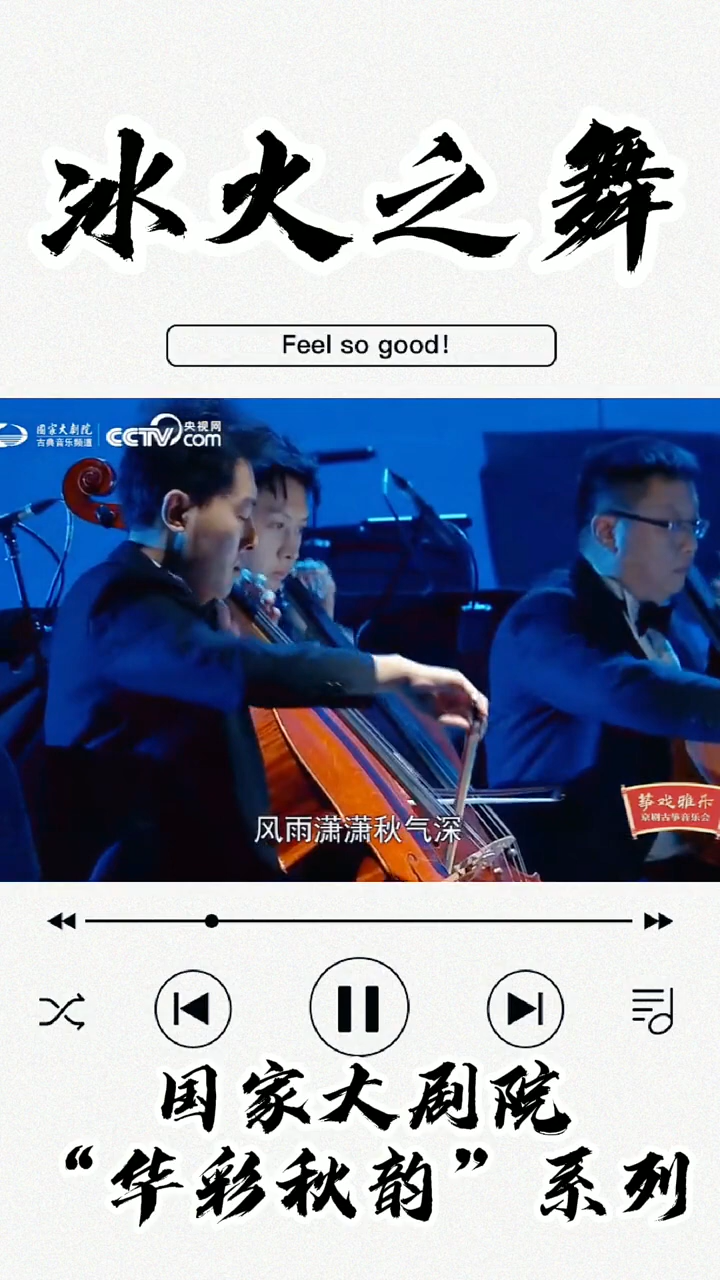 冰火之舞
Feel so good!
国家大剧院
古典音乐频道
CCTV 央视网
com
风雨潇潇秋气深
筝戏雅乐
京剧古筝音乐会
国家大剧院
“华彩秋韵”系列